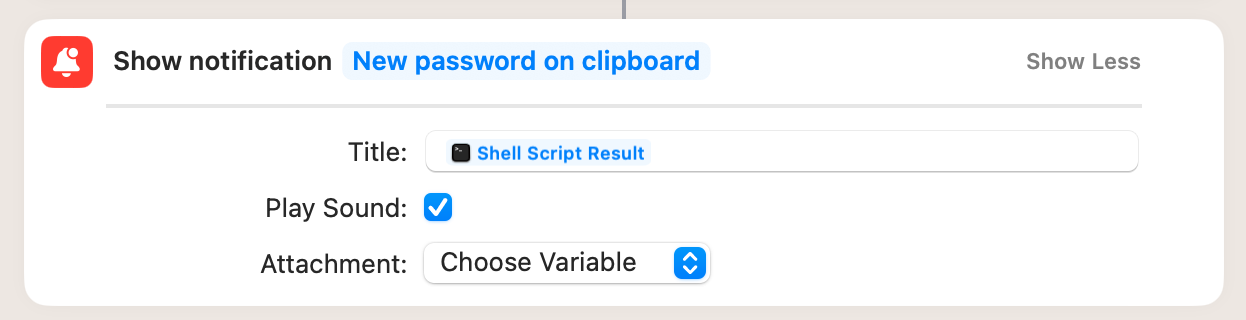 Show notification New password on clipboard Show Less
Title: Shell Script Result
Play Sound:
Attachment: Choose Variable